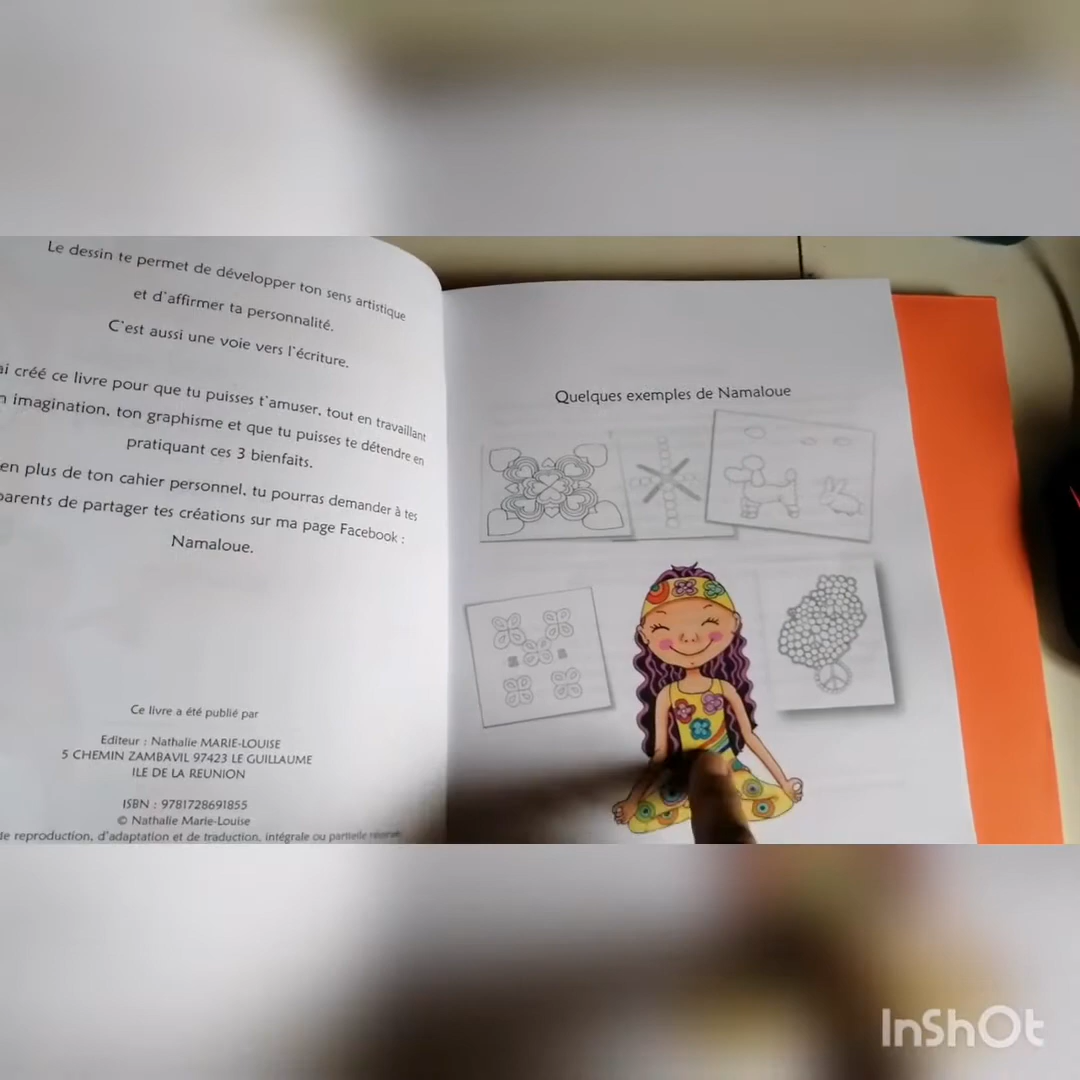 Le dessin te permet de développer ton sens artistique
et d'affirmer ta personnalité.
C'est aussi une voie vers l'écriture.
créé ce livre pour que tu puisses t'amuser, tout en travaillant
imagination, ton graphisme et que tu puisses te détendre en
pratiquant ces 3 bienfaits.
en plus de ton cahier personnel, tu pourras demander à tes
parents de partager tes créations sur ma page Facebook :
Namaloue.
Ce livre a été publié par
Editeur : Nathalie MARIE-LOUISE
5 CHEMIN ZAMBAVIL 97423 LE GUILLAUME
ILE DE LA REUNION
ISBN : 9781728691855
© Nathalie Marie-Louise
de reproduction, d'adaptation et de traduction, intégrale ou partielle
Quelques exemples de Namaloue
InShOt